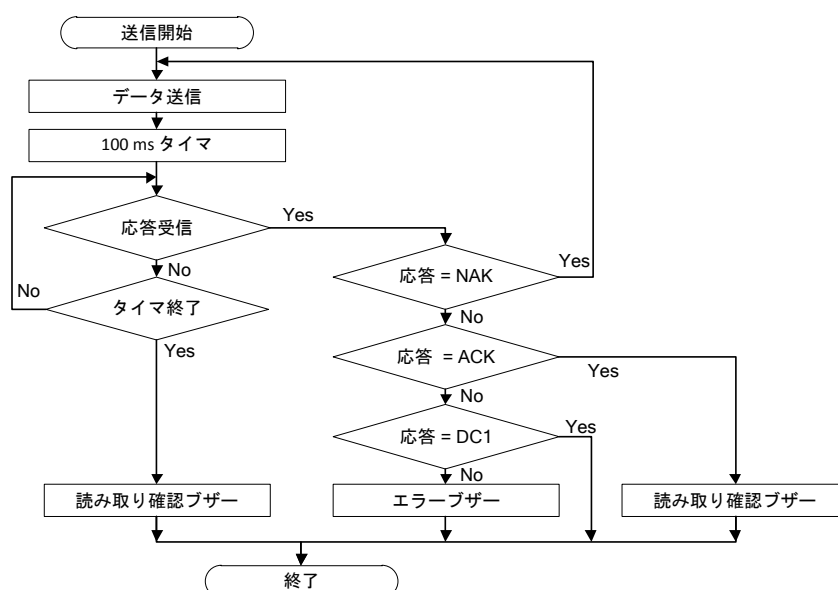 送信開始
データ送信
100 ms タイマ
応答受信
Yes
No
タイマ終了
No
Yes
応答 = NAK
Yes
No
応答 = ACK
Yes
No
応答 = DC1
Yes
No
読み取り確認ブザー
エラーブザー
読み取り確認ブザー
終了